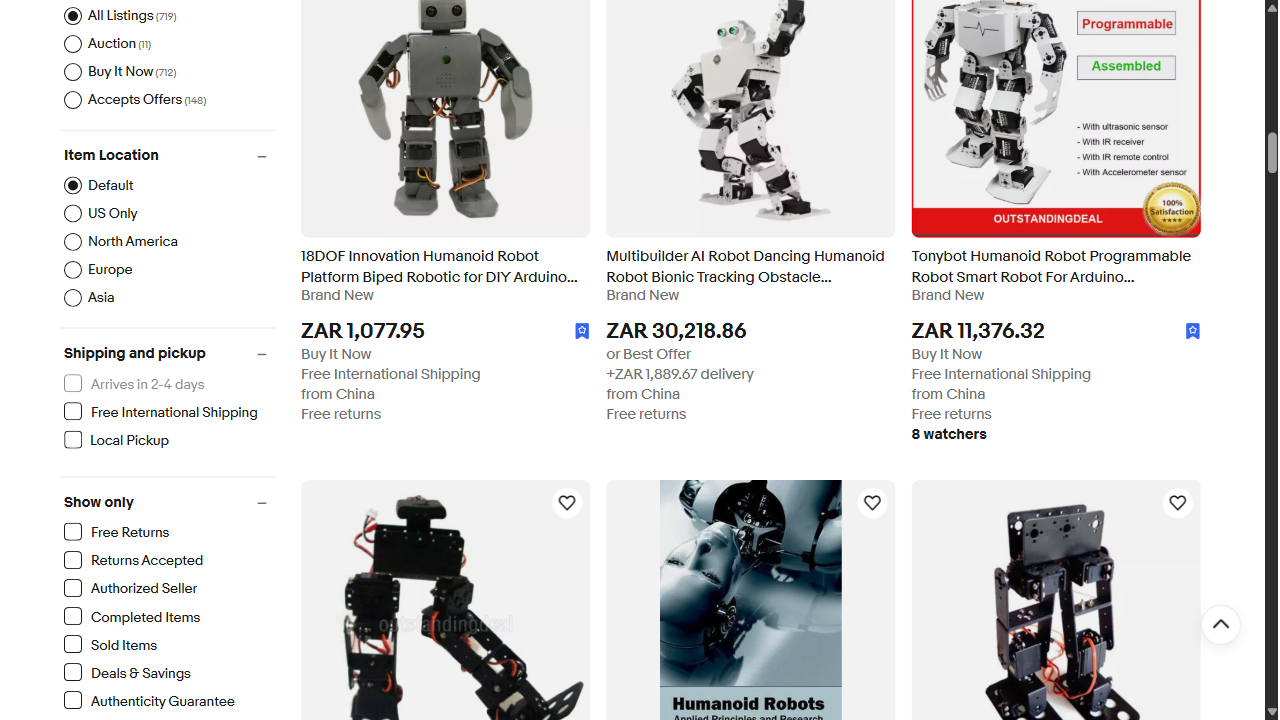 All Listings (719)
Auction (11)
Buy It Now (712)
Accepts Offers (148)
Item Location
Default
US Only
North America
Europe
Asia
Shipping and pickup
Arrives in 2-4 days
Free International Shipping
Local Pickup
Show only
Free Returns
Returns Accepted
Authorized Seller
Completed Items
Sold Items
Deals & Savings
Authenticity Guarantee
Programmable
Assembled
- With ultrasonic sensor
- With IR receiver
- With IR remote control
- With Accelerometer sensor
OUTSTANDINGDEAL
100%
Satisfaction
18DOF Innovation Humanoid Robot
Platform Biped Robotic for DIY Arduino...
Brand New
ZAR 1,077.95
Buy It Now
Free International Shipping
from China
Free returns
Multibuilder AI Robot Dancing Humanoid
Robot Bionic Tracking Obstacle...
Brand New
ZAR 30,218.86
or Best Offer
+ZAR 1,889.67 delivery
from China
Free returns
Tonybot Humanoid Robot Programmable
Robot Smart Robot For Arduino...
Brand New
ZAR 11,376.32
Buy It Now
Free International Shipping
from China
Free returns
8 watchers
outstandingdeal
Humanoid Robots
Applied Principles and Research